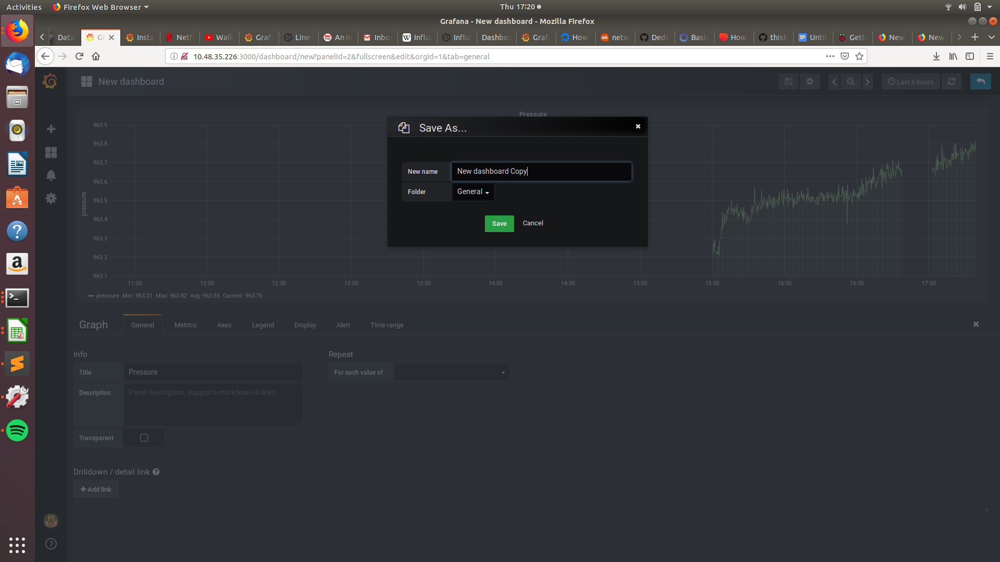 Activities Firefox Web Browser Thu 17:20
Grafana - New dashboard - Mozilla Firefox
Data Gr Insta Netf Walk Graf Line An In Inbo Influ Influ Dashbo Graf How netw Dedo Basic How thisb Unti Getti New New
10.48.35.226:3000/dashboard/new?panelId=2&fullscreen&edit&orgId=1&tab=general
New dashboard
Last 6 hours
Pressure
963.9
963.8
963.7
963.6
963.5
963.4
963.3
963.2
963.1
pressure
11:30 12:00 12:30 13:00 13:30 14:00 14:30 15:00 15:30 16:00 16:30 17:00
pressure Min: 963.21 Max: 963.82 Avg: 963.55 Current: 963.76
Save As...
New name New dashboard Copy
Folder General
Save Cancel
Graph General Metrics Axes Legend Display Alert Time range
Info Repeat
Title Pressure For each value of
Description Panel description, supports markdown & links
Transparent
Drilldown / detail link
Add link